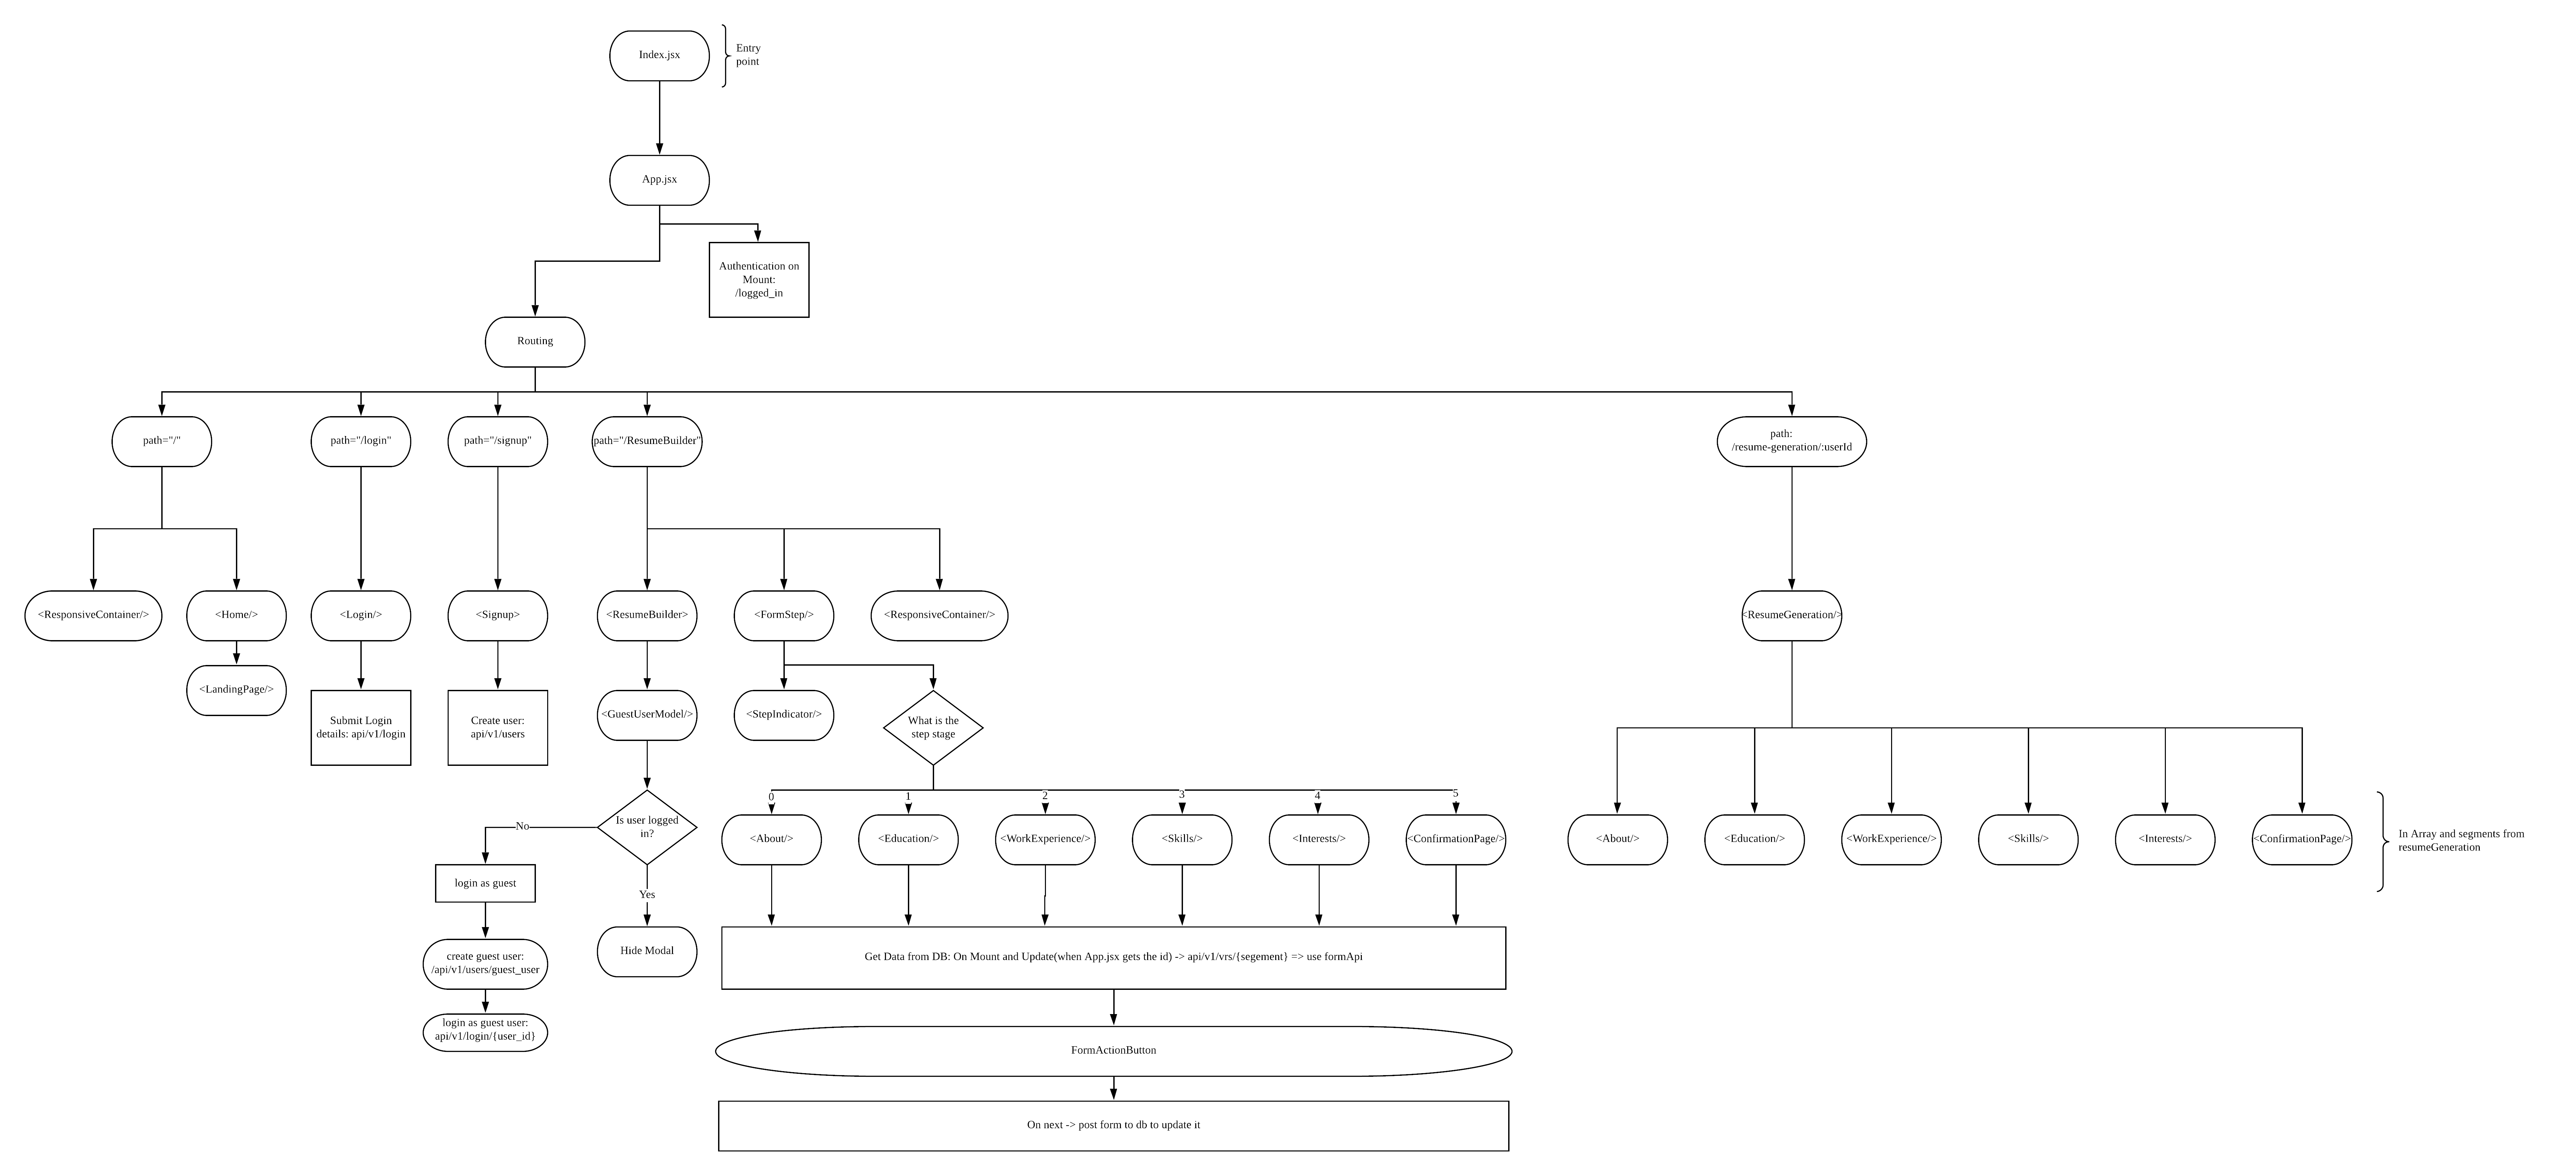 Index.jsx
Entry
point
App.jsx
Authentication on
Mount:
/logged_in
Routing
path="/"
path="/login"
path="/signup"
path="/ResumeBuilder"
path:
/resume-generation/:userId
<ResponsiveContainer/>
<Home/>
<Login/>
<Signup>
<ResumeBuilder>
<FormStep/>
<ResponsiveContainer/>
<ResumeGeneration/>
<LandingPage/>
Submit Login
details: api/v1/login
Create user:
api/v1/users
<GuestUserModel/>
<StepIndicator/>
What is the
step stage
Is user logged
in?
No
Yes
0
1
2
3
4
5
<About/>
<Education/>
<WorkExperience/>
<Skills/>
<Interests/>
<ConfirmationPage/>
<About/>
<Education/>
<WorkExperience/>
<Skills/>
<Interests/>
<ConfirmationPage/>
In Array and segments from
resumeGeneration
login as guest
create guest user:
/api/v1/users/guest_user
login as guest user:
api/v1/login/{user_id}
Hide Modal
Get Data from DB: On Mount and Update(when App.jsx gets the id) -> api/v1/vrs/{segement} => use formApi
FormActionButton
On next -> post form to db to update it